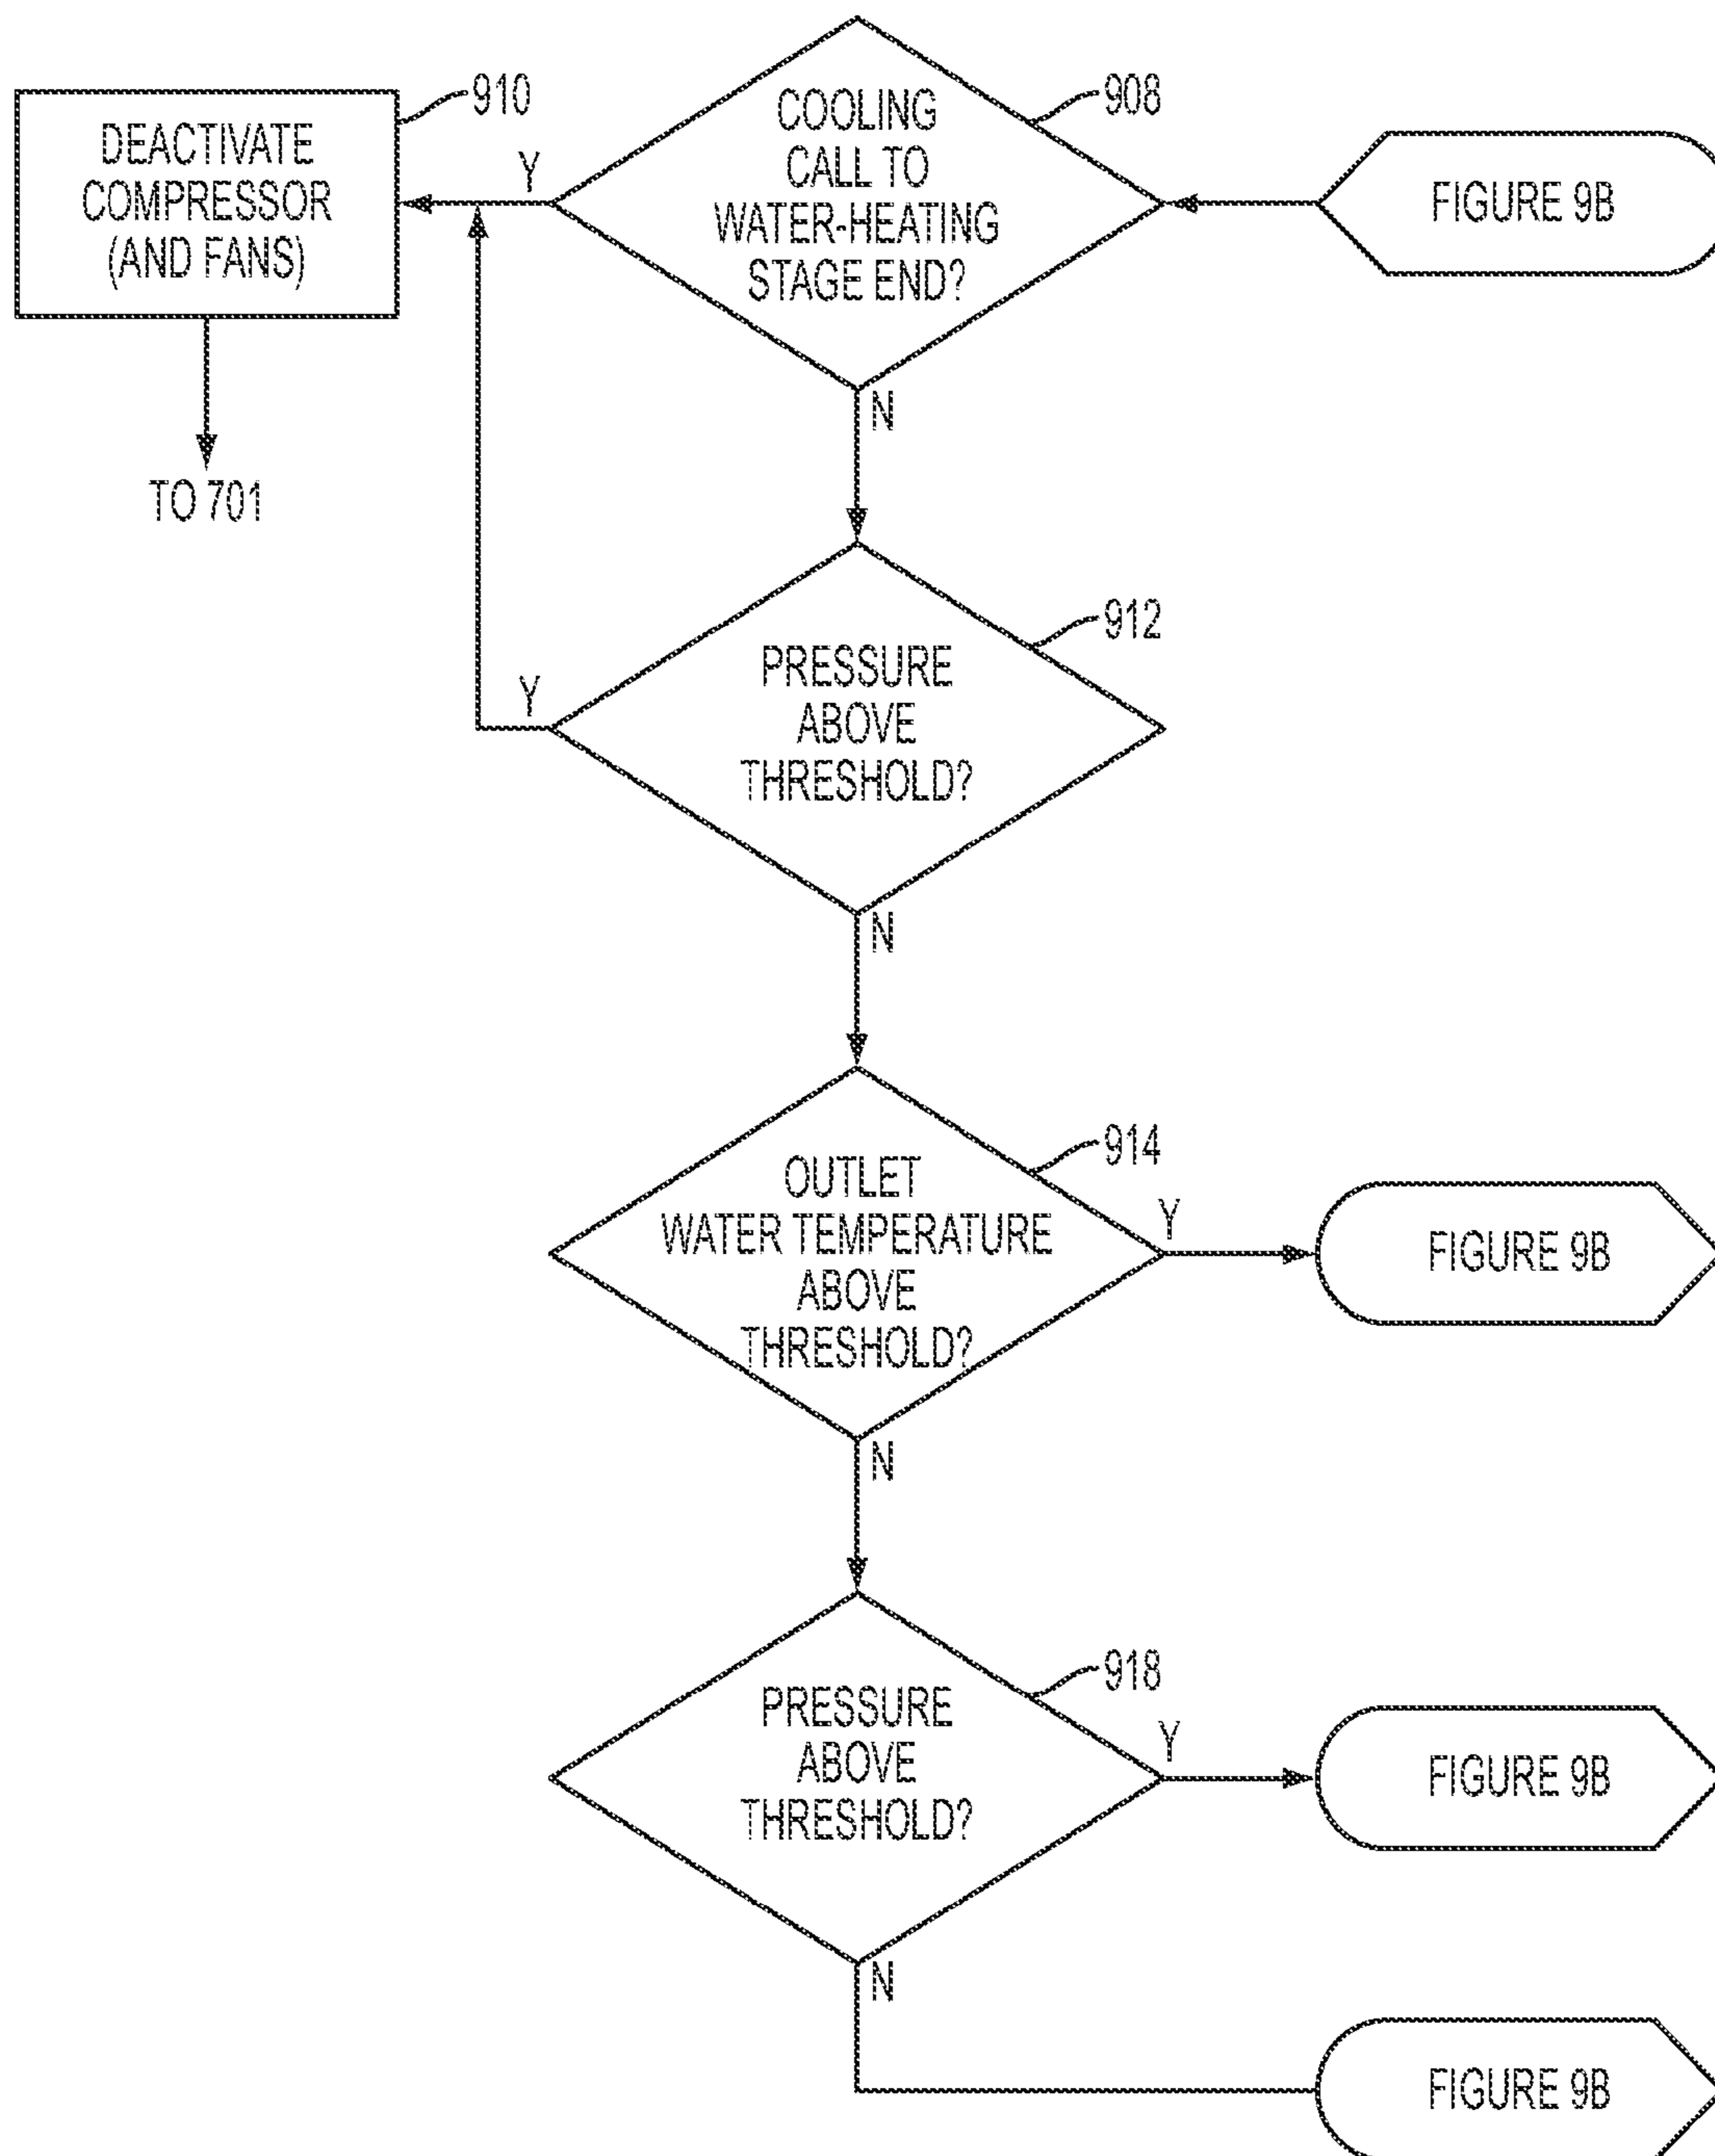 910
DEACTIVATE
COMPRESSOR
(AND FANS)
TO 701
908
COOLING
CALL TO
WATER-HEATING
STAGE END?
Y
N
FIGURE 9B
912
PRESSURE
ABOVE
THRESHOLD?
Y
N
914
OUTLET
WATER TEMPERATURE
ABOVE
THRESHOLD?
Y
N
FIGURE 9B
918
PRESSURE
ABOVE
THRESHOLD?
Y
N
FIGURE 9B
FIGURE 9B